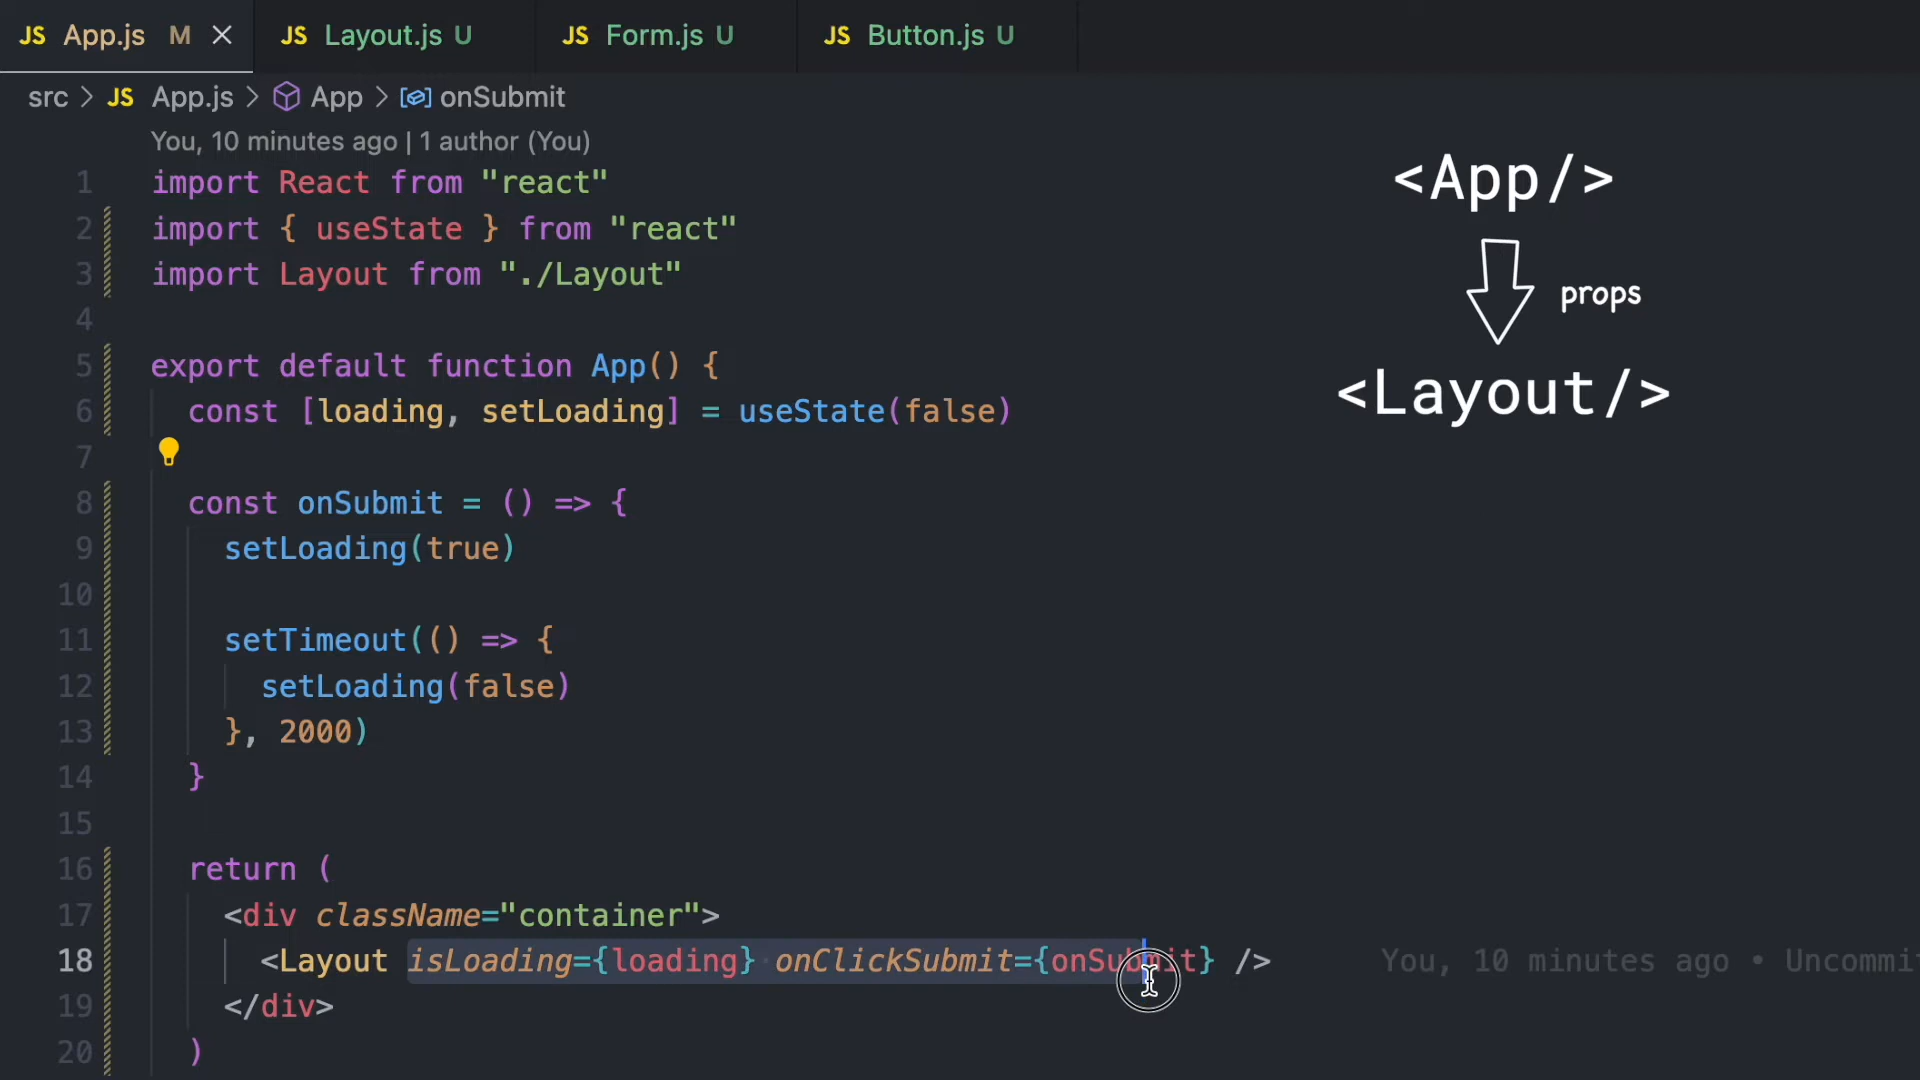 JS App.js M JS Layout.js U JS Form.js U JS Button.js U
src > JS App.js > App > onSubmit
You, 10 minutes ago | 1 author (You)
1 import React from "react"
2 import { useState } from "react"
3 import Layout from "./Layout"
4
5 export default function App() {
6 const [loading, setLoading] = useState(false)
7
8 const onSubmit = () => {
9 setLoading(true)
10
11 setTimeout(() => {
12 setLoading(false)
13 }, 2000)
14 }
15
16 return (
17 <div className="container">
18 <Layout isLoading={loading} onClickSubmit={onSubmit} /> You, 10 minutes ago • Uncommit
19 </div>
20 )
<App/>
props
<Layout/>